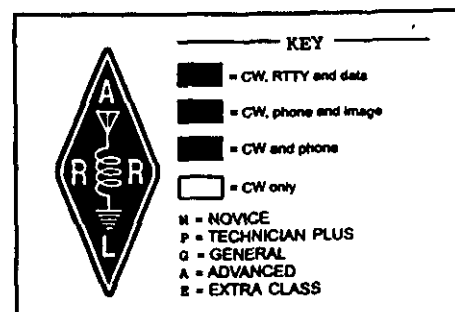 KEY
A
R R
L
= CW, RTTY and data
= CW, phone and image
= CW and phone
= CW only
N = NOVICE
P = TECHNICIAN PLUS
G = GENERAL
A = ADVANCED
E = EXTRA CLASS